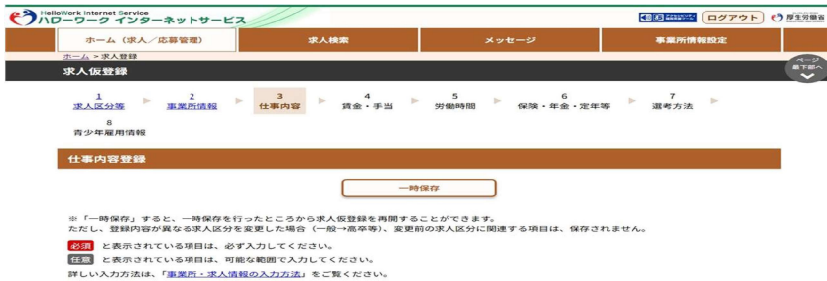 HelloWork Internet Service
ハローワーク インターネットサービス
ログアウト
厚生労働省
ホーム（求人／応募管理）
求人検索
メッセージ
事業所情報設定
ホーム > 求人登録
ページ
最下部へ
求人仮登録
1
求人区分等
2
事業所情報
3
仕事内容
4
賃金・手当
5
労働時間
6
保険・年金・定年等
7
選考方法
8
青少年雇用情報
仕事内容登録
一時保存
※「一時保存」すると、一時保存を行ったところから求人仮登録を再開することができます。
ただし、登録内容が異なる求人区分を変更した場合（一般→高卒等）、変更前の求人区分に関連する項目は、保存されません。
必須 と表示されている項目は、必ず入力してください。
任意 と表示されている項目は、可能な範囲で入力してください。
詳しい入力方法は、「事業所・求人情報の入力方法」をご覧ください。